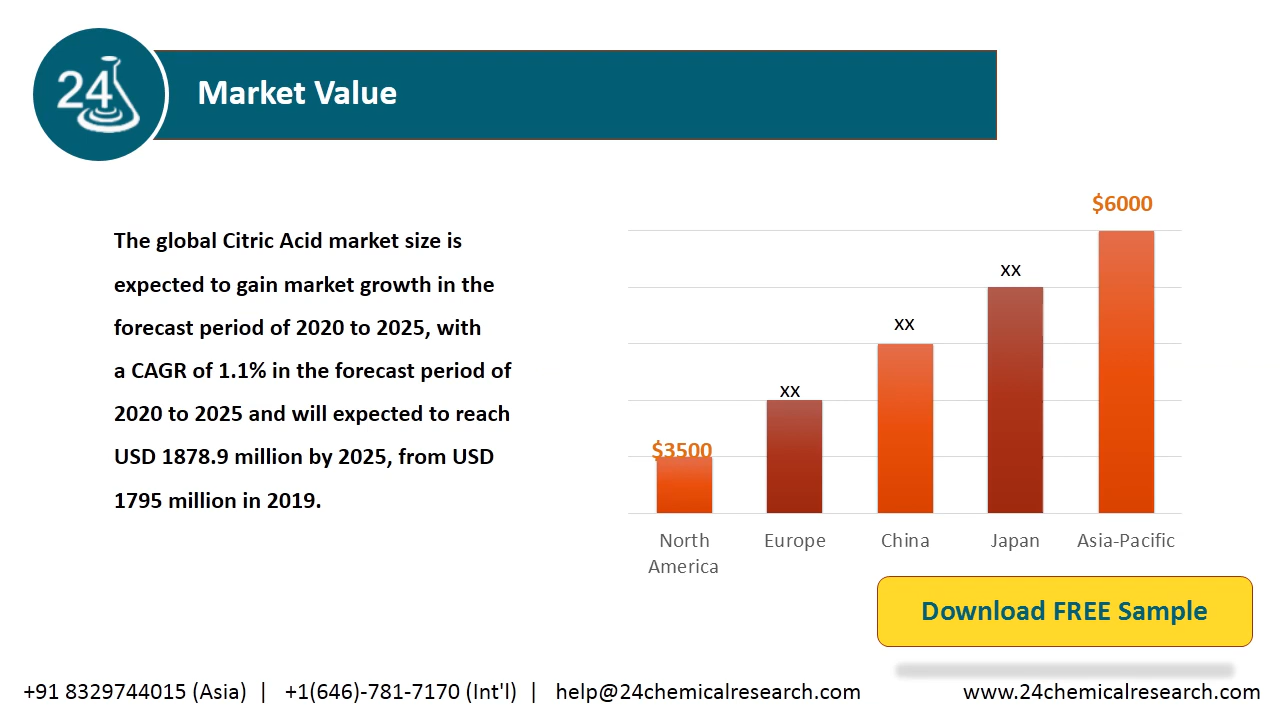 24
Market Value
The global Citric Acid market size is
expected to gain market growth in the
forecast period of 2020 to 2025, with
a CAGR of 1.1% in the forecast period of
2020 to 2025 and will expected to reach
USD 1878.9 million by 2025, from USD
1795 million in 2019.
$6000
xx
xx
xx
$3500
North
America
Europe
China
Japan
Asia-Pacific
Download FREE Sample
+91 8329744015 (Asia) | +1(646)-781-7170 (Int'l) | help@24chemicalresearch.com
www.24chemicalresearch.com